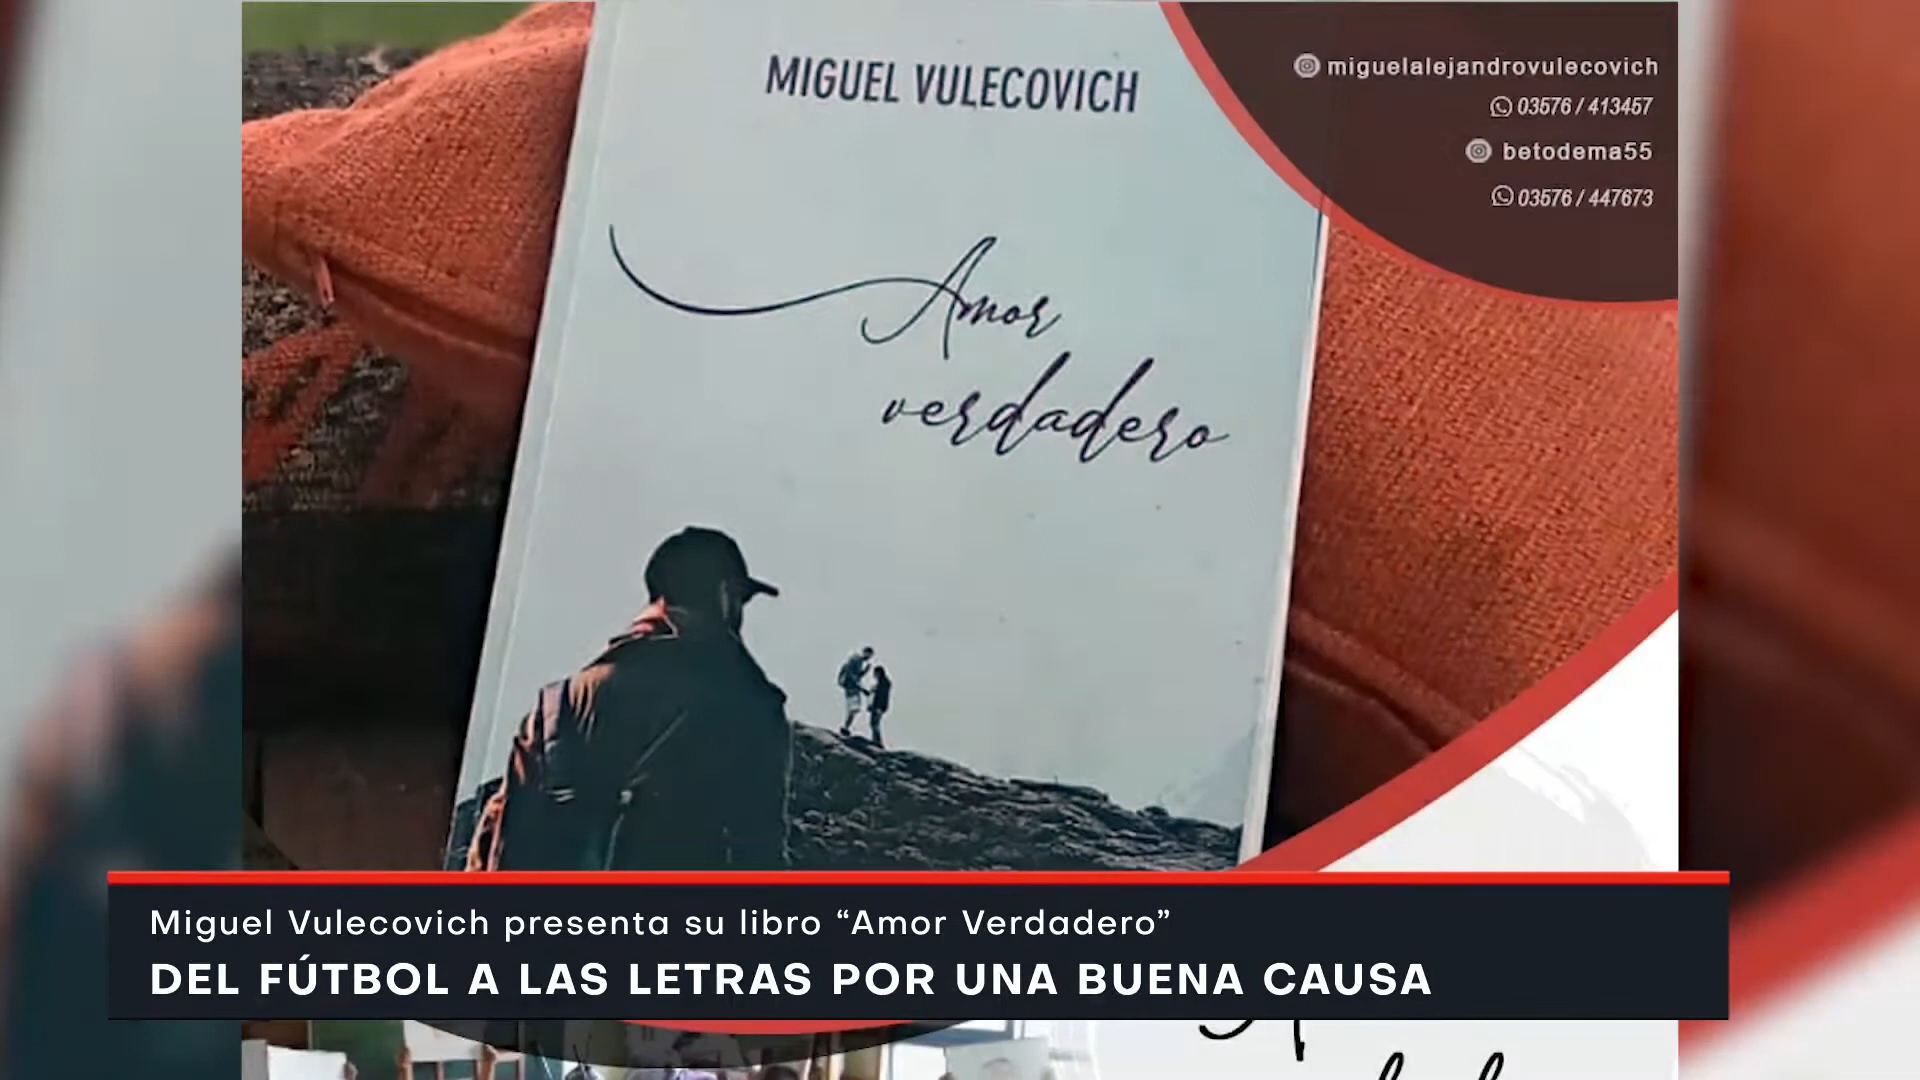 MIGUEL VULECOVICH
Amor
verdadero
miguelalejandrovulecovich
03576 / 413457
betodema55
03576 / 447673
Miguel Vulecovich presenta su libro “Amor Verdadero”
DEL FÚTBOL A LAS LETRAS POR UNA BUENA CAUSA